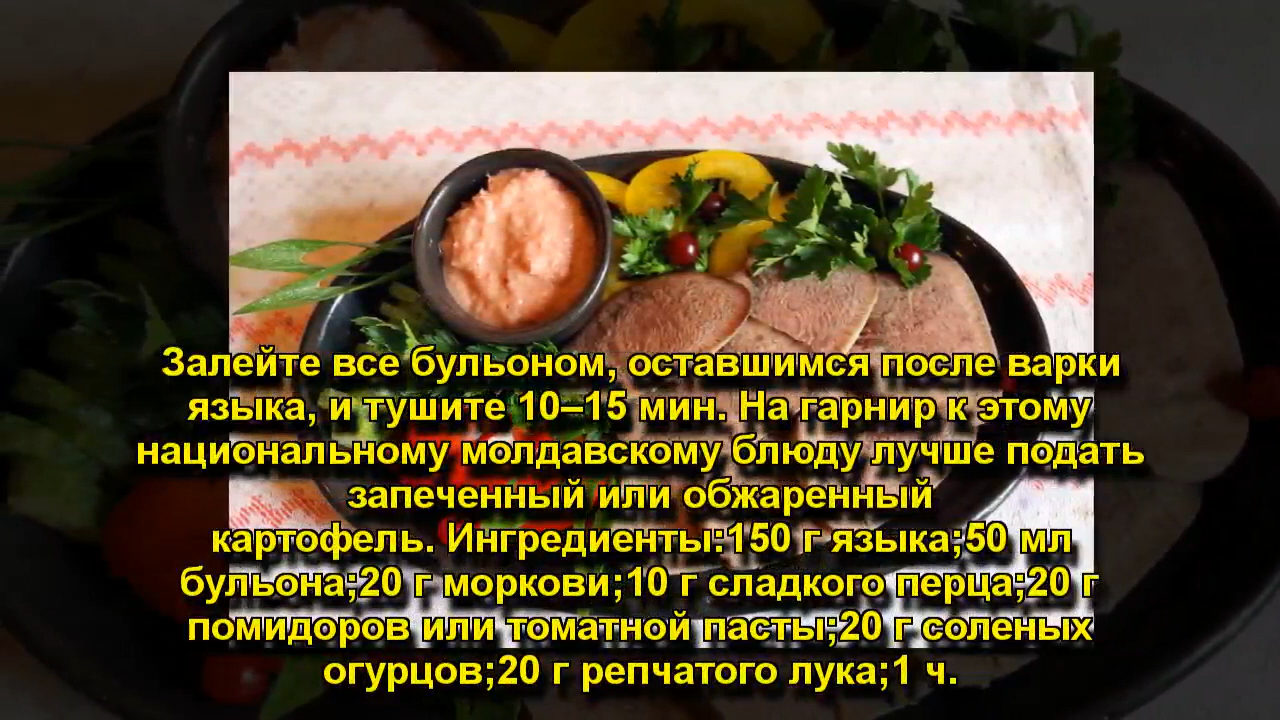 Залейте все бульоном, оставшимся после варки
языка, и тушите 10–15 мин. На гарнир к этому
национальному молдавскому блюду лучше подать
запеченный или обжаренный
картофель. Ингредиенты:150 г языка;50 мл
бульона;20 г моркови;10 г сладкого перца;20 г
помидоров или томатной пасты;20 г соленых
огурцов;20 г репчатого лука;1 ч.